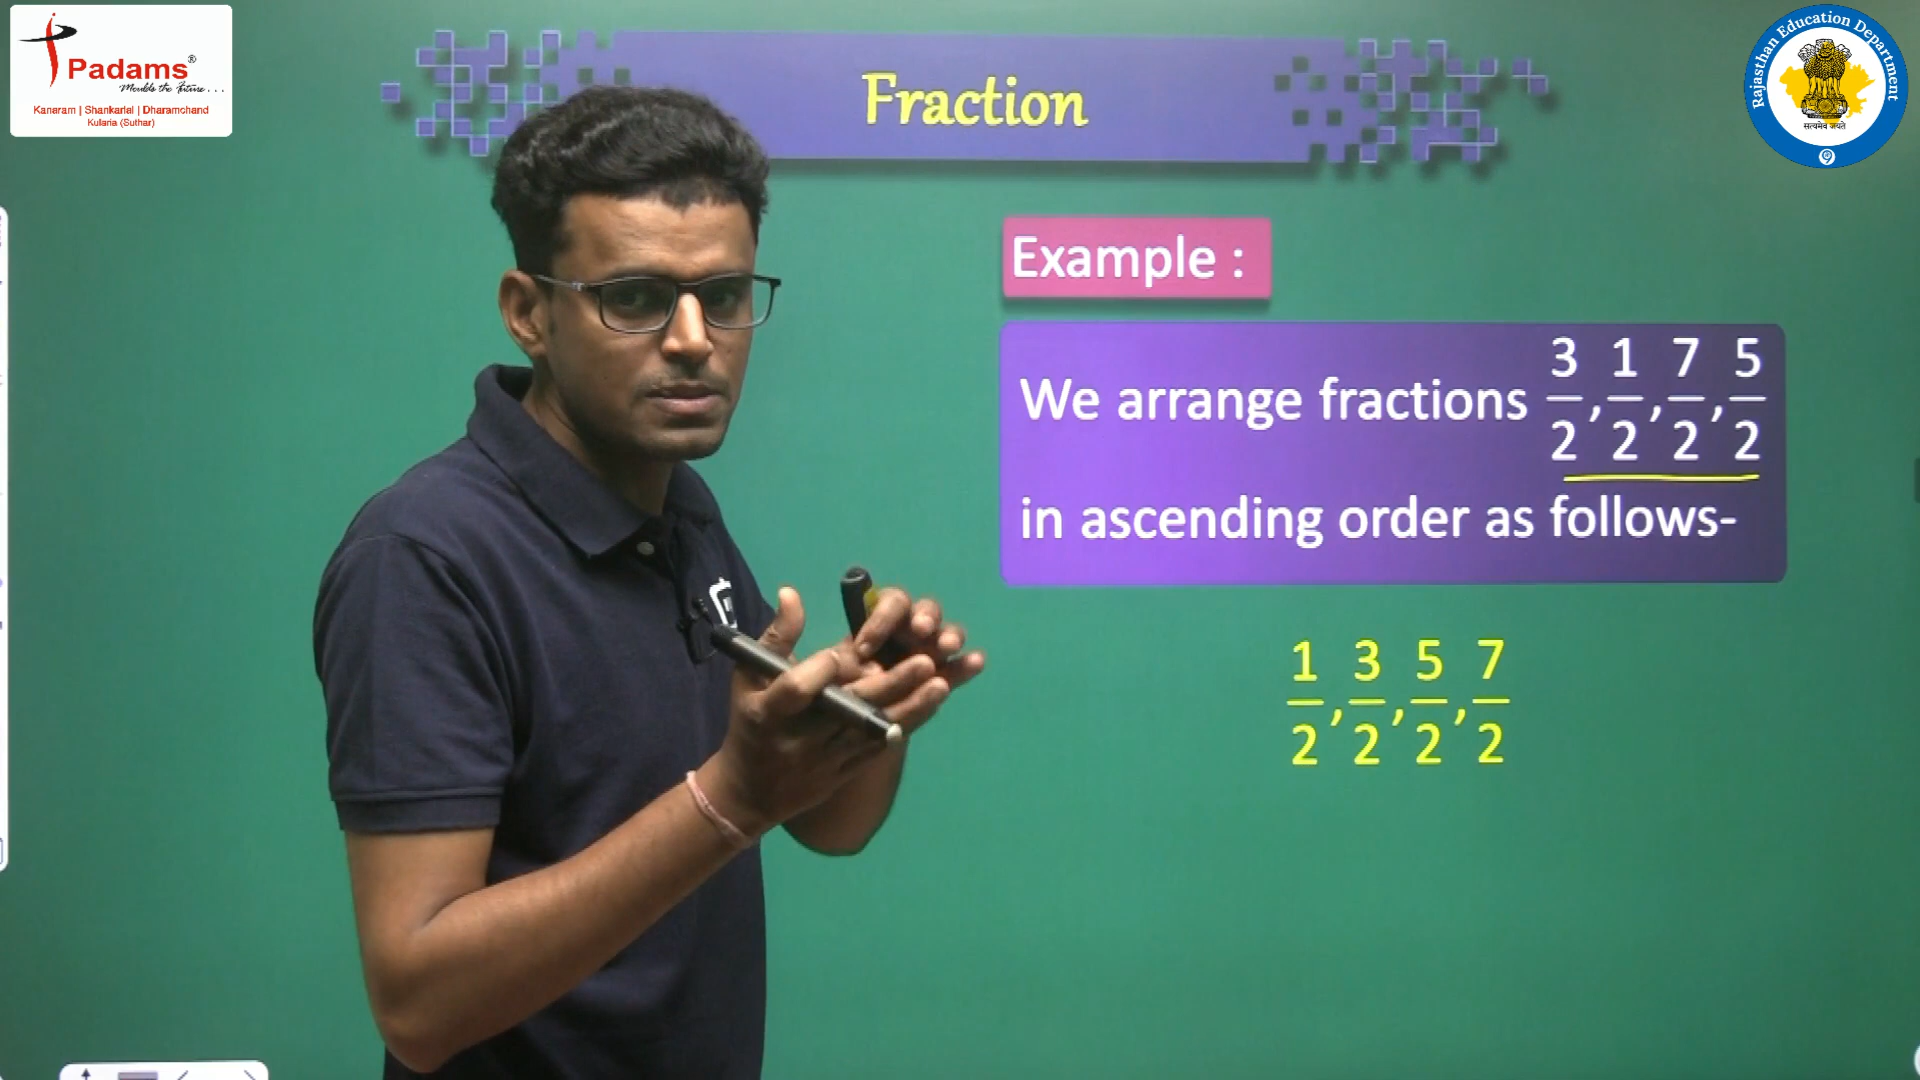 Padams®
Moulds the future...
Kanaram | Shankarlal | Dharamchand
Kularia (Suthar)
Fraction
Rajasthan Education Department
सत्यमेव जयते
Example :
We arrange fractions 3/2, 1/2, 7/2, 5/2
in ascending order as follows-
1/2, 3/2, 5/2, 7/2